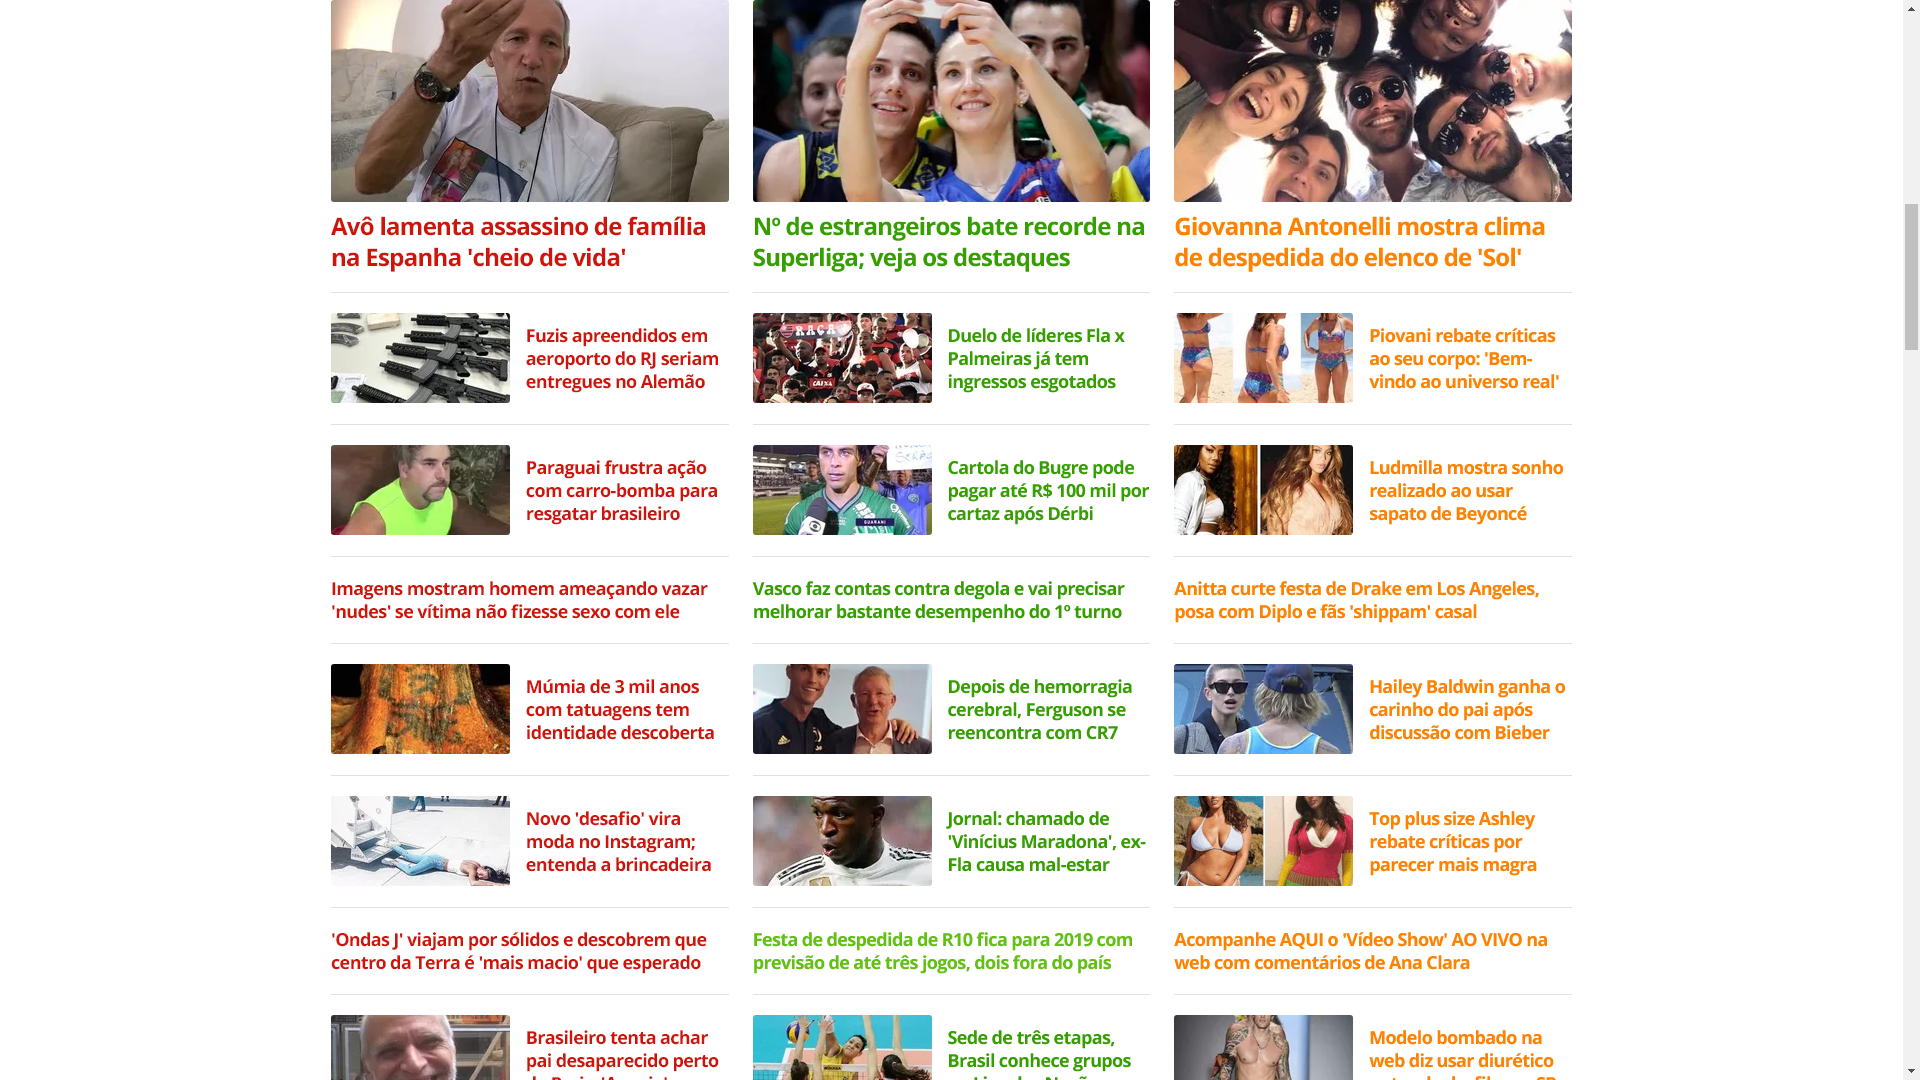 Avô lamenta assassino de família
na Espanha 'cheio de vida'
Fuzis apreendidos em
aeroporto do RJ seriam
entregues no Alemão
Paraguai frustra ação
com carro-bomba para
resgatar brasileiro
Imagens mostram homem ameaçando vazar
'nudes' se vítima não fizesse sexo com ele
Múmia de 3 mil anos
com tatuagens tem
identidade descoberta
Novo 'desafio' vira
moda no Instagram;
entenda a brincadeira
'Ondas J' viajam por sólidos e descobrem que
centro da Terra é 'mais macio' que esperado
Brasileiro tenta achar
pai desaparecido perto
Nº de estrangeiros bate recorde na
Superliga; veja os destaques
RAÇA
Duelo de líderes Fla x
Palmeiras já tem
ingressos esgotados
GUARANI
Cartola do Bugre pode
pagar até R$ 100 mil por
cartaz após Dérbi
Vasco faz contas contra degola e vai precisar
melhorar bastante desempenho do 1º turno
Jeep
Depois de hemorragia
cerebral, Ferguson se
reencontra com CR7
Jornal: chamado de
'Vinícius Maradona', ex-
Fla causa mal-estar
Festa de despedida de R10 fica para 2019 com
previsão de até três jogos, dois fora do país
Sede de três etapas,
Brasil conhece grupos
Giovanna Antonelli mostra clima
de despedida do elenco de 'Sol'
Piovani rebate críticas
ao seu corpo: 'Bem-
vindo ao universo real'
Ludmilla mostra sonho
realizado ao usar
sapato de Beyoncé
Anitta curte festa de Drake em Los Angeles,
posa com Diplo e fãs 'shippam' casal
Hailey Baldwin ganha o
carinho do pai após
discussão com Bieber
Top plus size Ashley
rebate críticas por
parecer mais magra
Acompanhe AQUI o 'Vídeo Show' AO VIVO na
web com comentários de Ana Clara
Modelo bombado na
web diz usar diurético